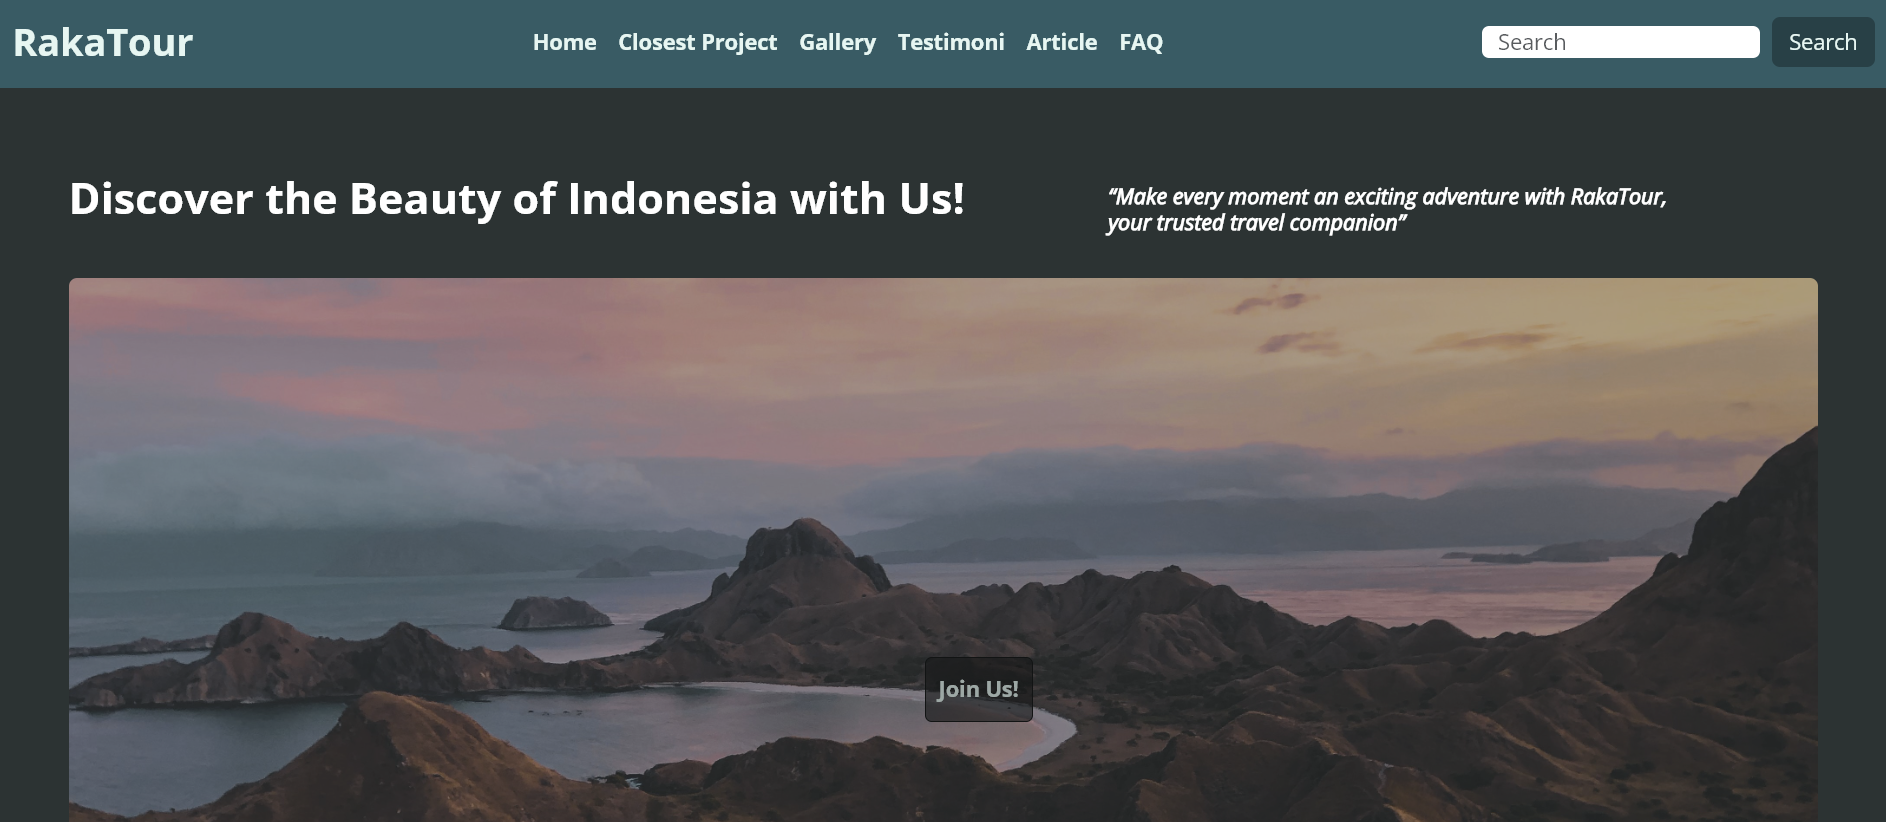 RakaTour
Home Closest Project Gallery Testimoni Article FAQ
Search
Search
Discover the Beauty of Indonesia with Us!
“Make every moment an exciting adventure with RakaTour,
your trusted travel companion”
Join Us!